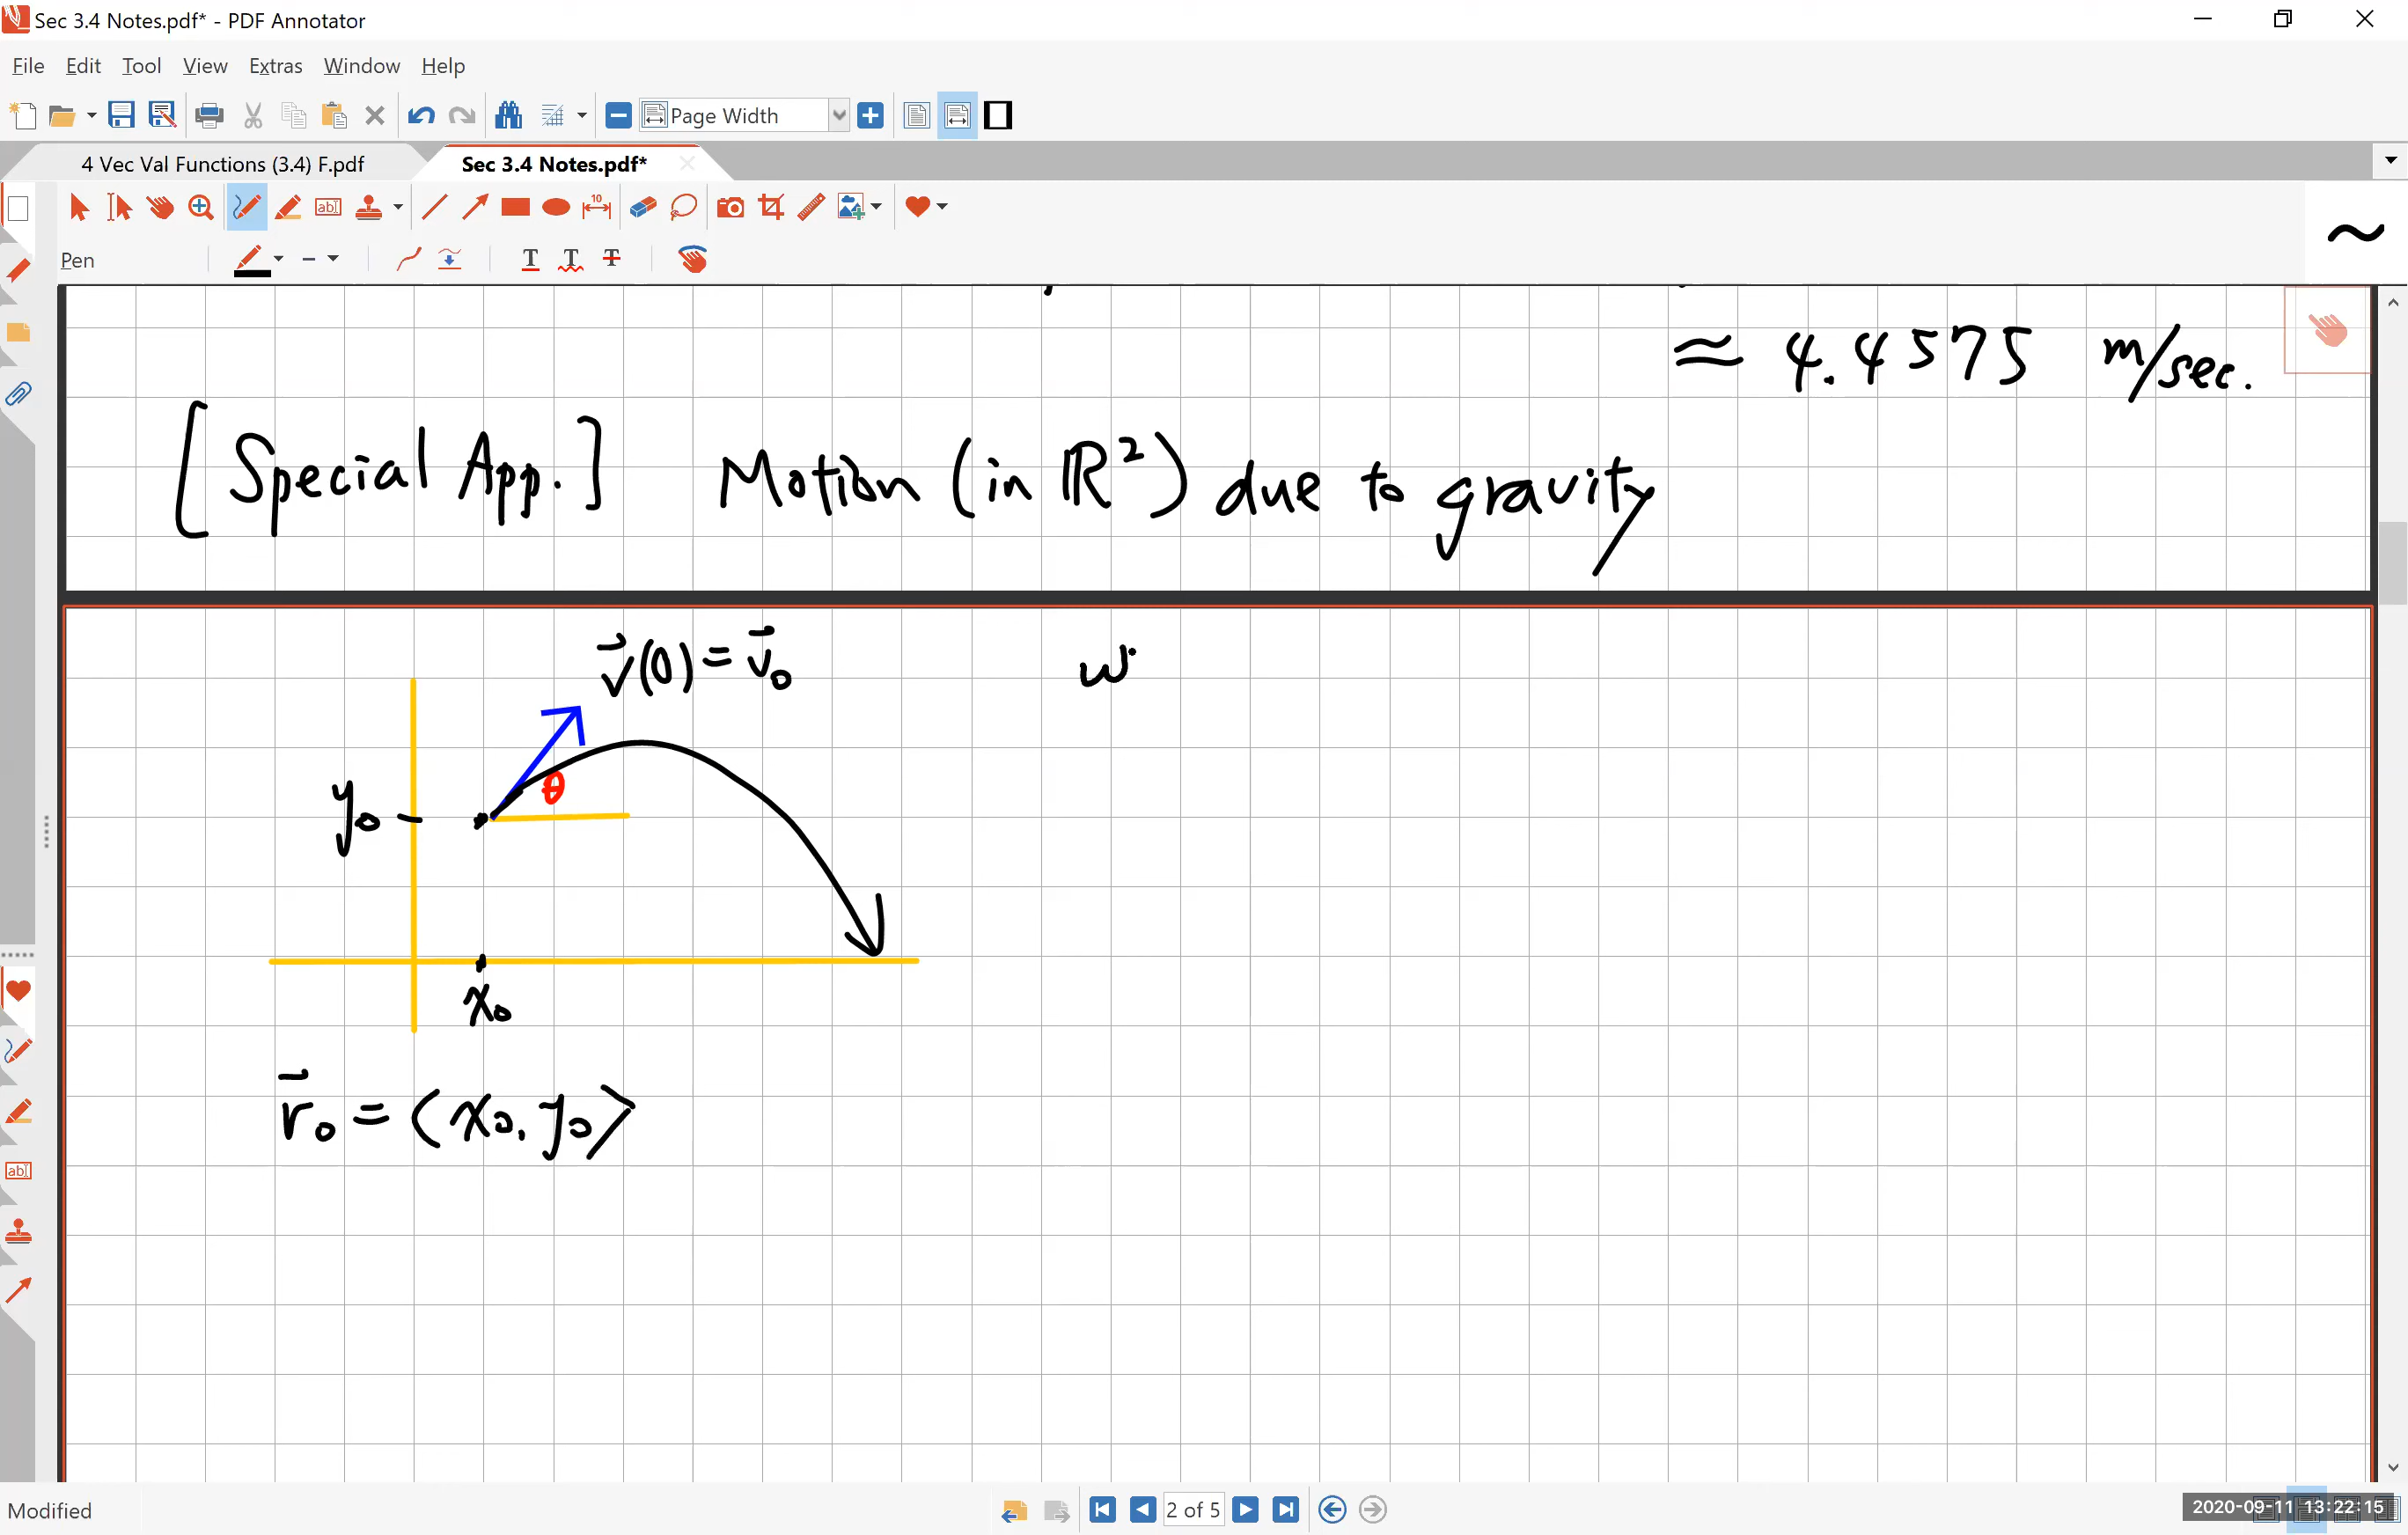 Sec 3.4 Notes.pdf* - PDF Annotator
File Edit Tool View Extras Window Help
Page Width
4 Vec Val Functions (3.4) F.pdf
Sec 3.4 Notes.pdf*
Pen
≈ 4.4575 m/sec.
[Special App.] Motion (in ℝ²) due to gravity
v⃗(0) = v⃗₀
w
θ
y₀
x₀
r⃗₀ = ⟨x₀, y₀⟩
Modified
2 of 5
2020-09-11 13:22:15